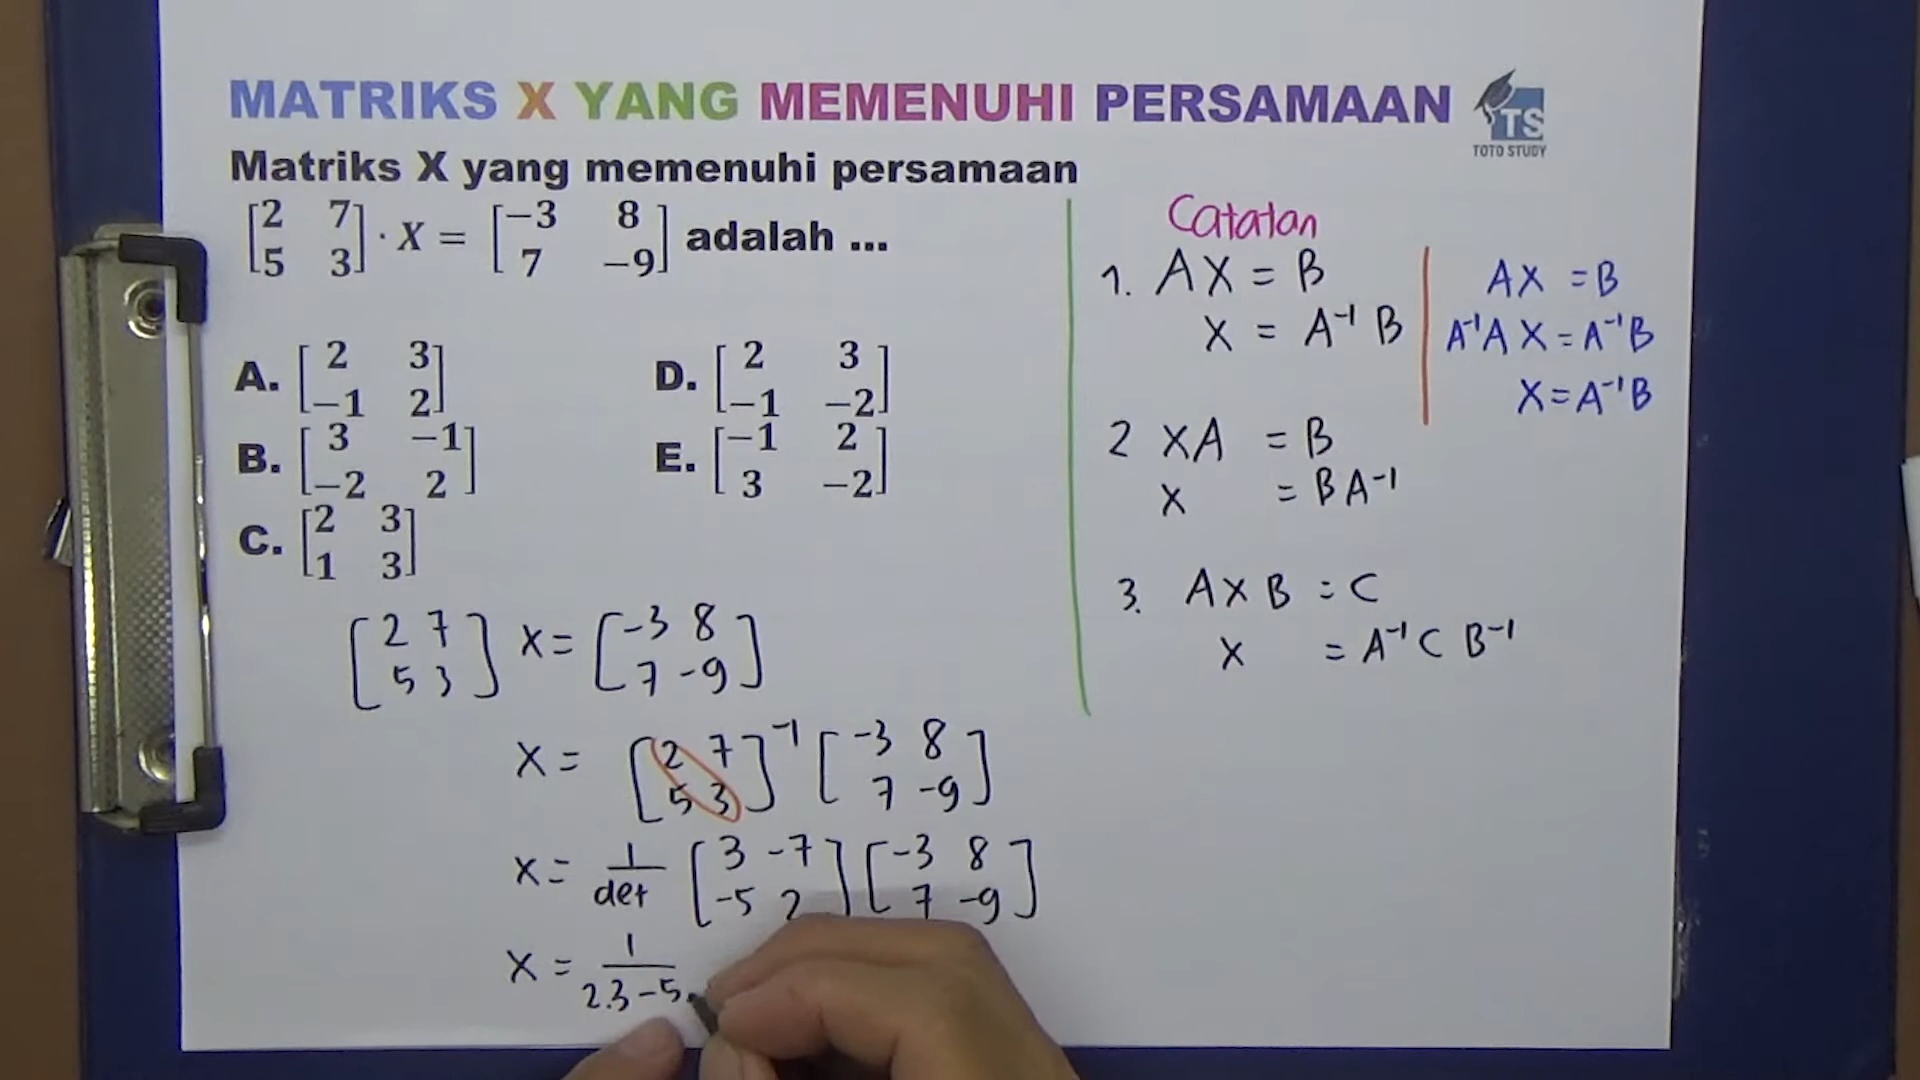 MATRIKS X YANG MEMENUHI PERSAMAAN
TS
TOTO STUDY
Matriks X yang memenuhi persamaan
[2 7
5 3] · X = [−3 8
7 −9] adalah ...
A. [2 3
−1 2]
B. [3 −1
−2 2]
C. [2 3
1 3]
D. [2 3
−1 −2]
E. [−1 2
3 −2]
[2 7
5 3] X = [-3 8
7 -9]
X = [2 7
5 3]⁻¹ [-3 8
7 -9]
X = 1/det [3 -7
-5 2] [-3 8
7 -9]
X = 1/2.3-5.
Catatan
1. AX = B
X = A⁻¹ B
AX = B
A⁻¹A X = A⁻¹B
X = A⁻¹B
2 XA = B
X = BA⁻¹
3. AXB = C
X = A⁻¹ C B⁻¹